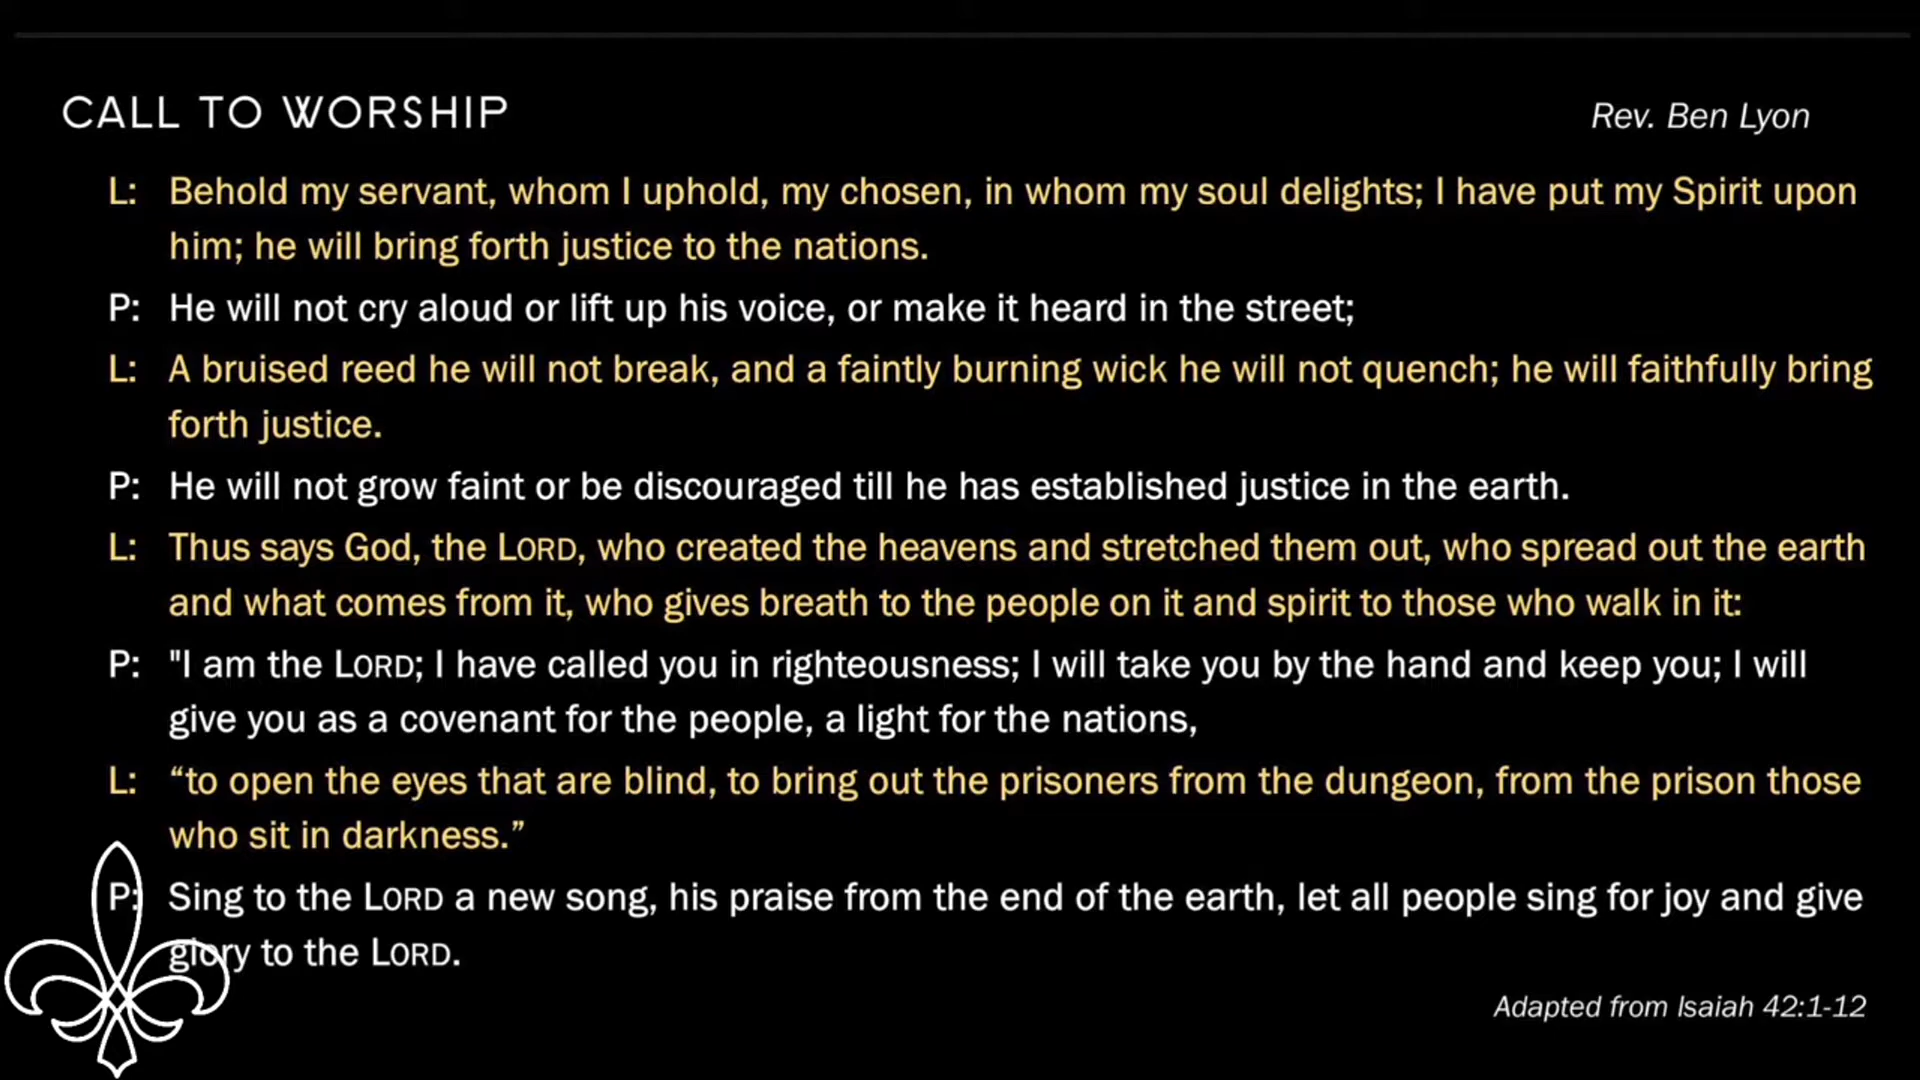 CALL TO WORSHIP
Rev. Ben Lyon
L: Behold my servant, whom I uphold, my chosen, in whom my soul delights; I have put my Spirit upon
him; he will bring forth justice to the nations.
P: He will not cry aloud or lift up his voice, or make it heard in the street;
L: A bruised reed he will not break, and a faintly burning wick he will not quench; he will faithfully bring
forth justice.
P: He will not grow faint or be discouraged till he has established justice in the earth.
L: Thus says God, the LORD, who created the heavens and stretched them out, who spread out the earth
and what comes from it, who gives breath to the people on it and spirit to those who walk in it:
P: "I am the LORD; I have called you in righteousness; I will take you by the hand and keep you; I will
give you as a covenant for the people, a light for the nations,
L: “to open the eyes that are blind, to bring out the prisoners from the dungeon, from the prison those
who sit in darkness.”
P: Sing to the LORD a new song, his praise from the end of the earth, let all people sing for joy and give
glory to the LORD.
Adapted from Isaiah 42:1-12